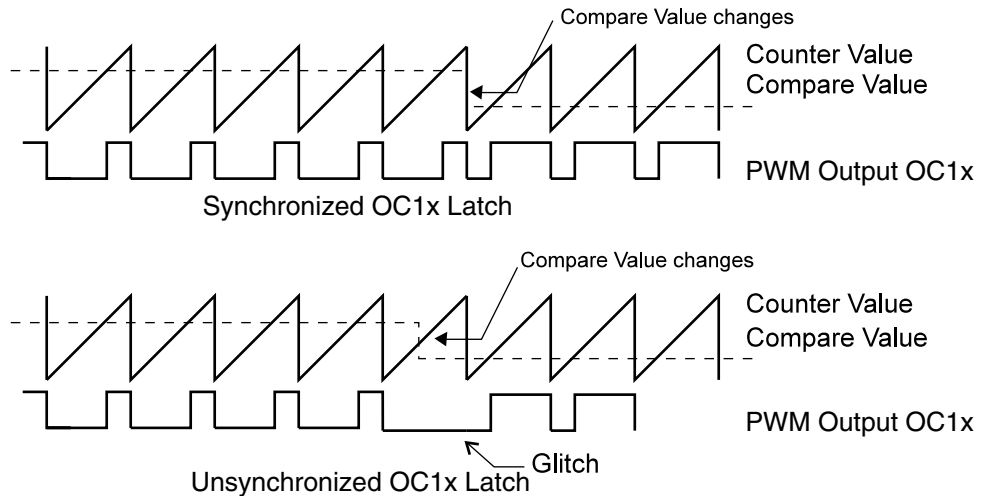 Compare Value changes
Counter Value
Compare Value
PWM Output OC1x
Synchronized OC1x Latch
Compare Value changes
Counter Value
Compare Value
PWM Output OC1x
Glitch
Unsynchronized OC1x Latch